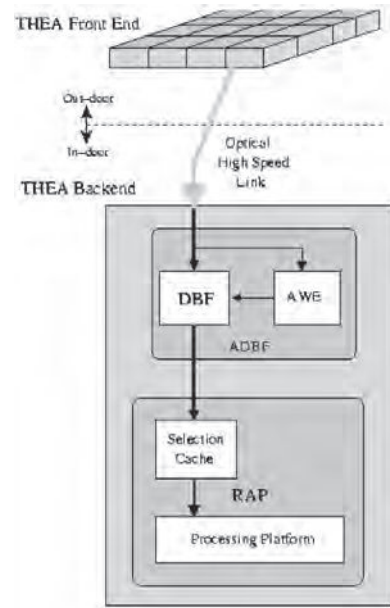 THEA Front End
Out-door
In-door
Optical
High Speed
Link
THEA Backend
DBF
AWE
ADBF
Selection
Cache
RAP
Processing Platform